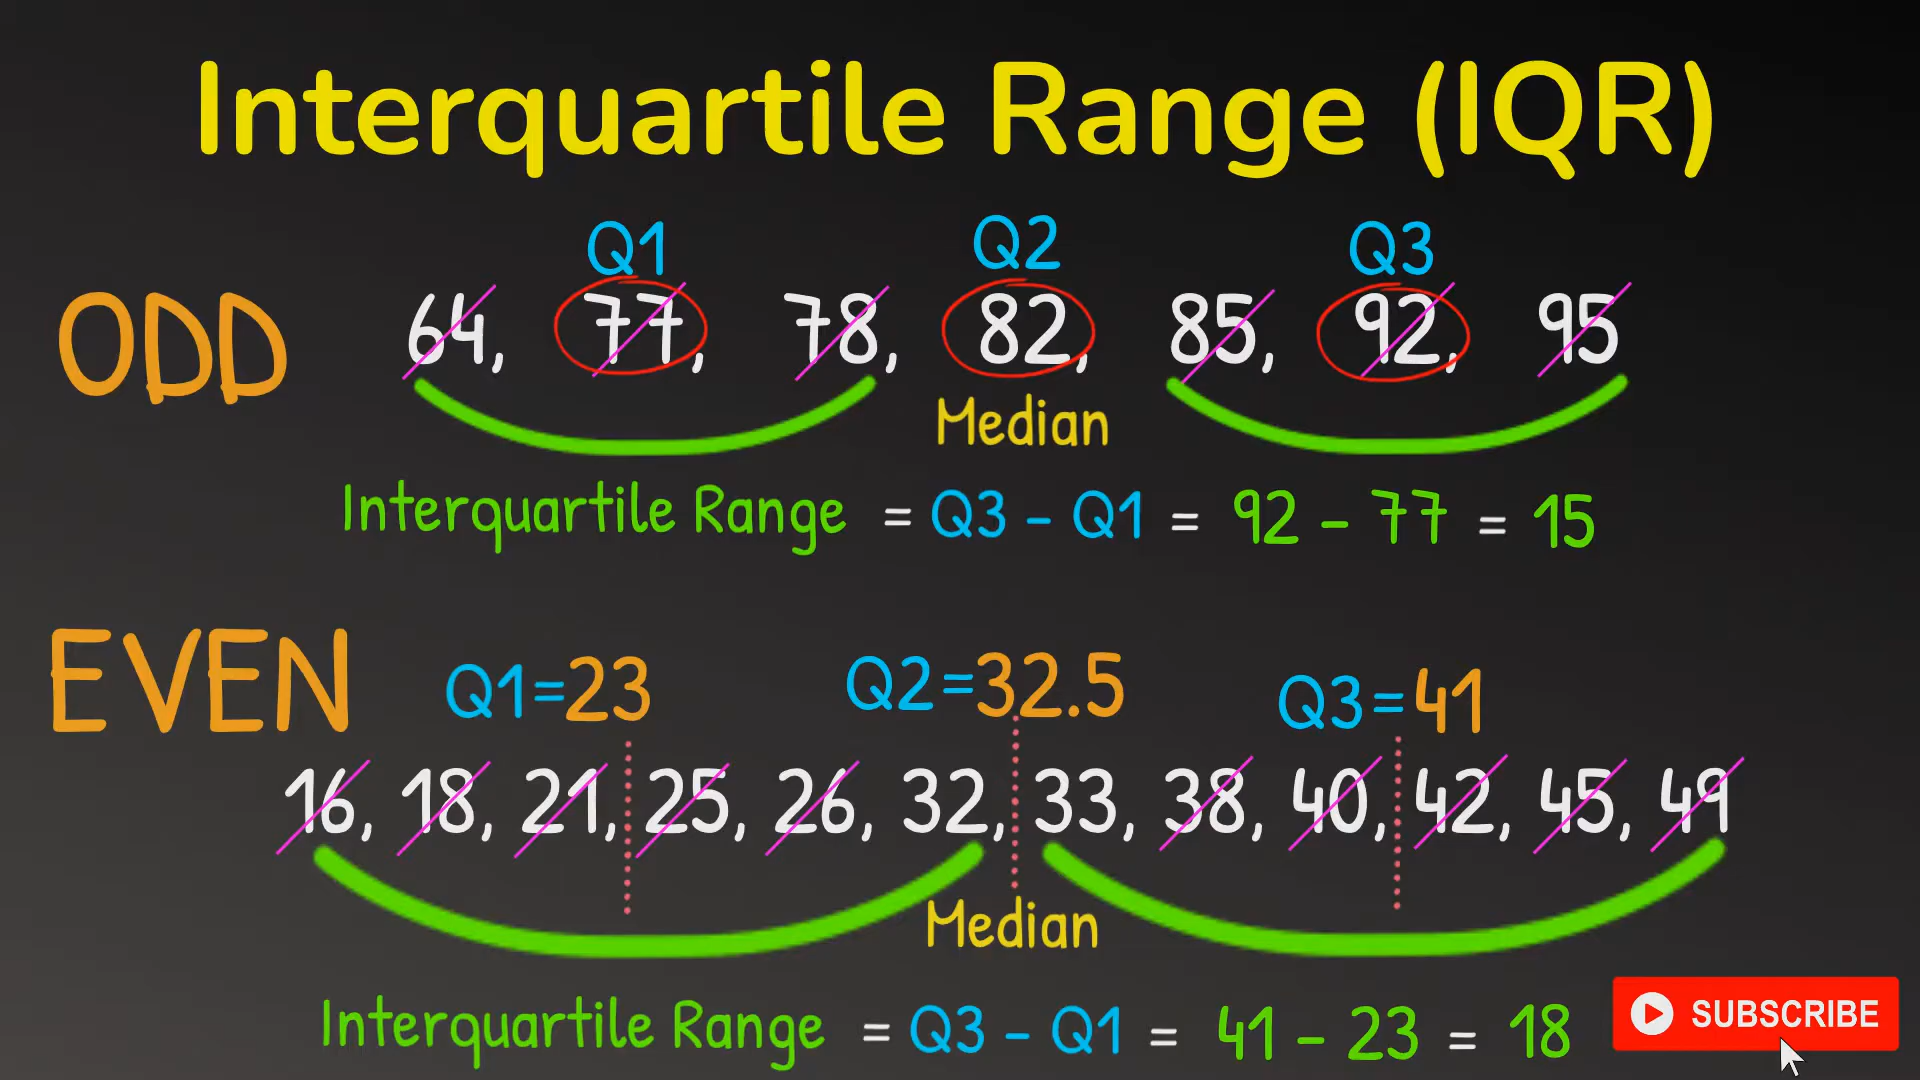 Interquartile Range (IQR)
Q1 Q2 Q3
ODD 64, 77, 78, 82, 85, 92, 95
Median
Interquartile Range = Q3 - Q1 = 92 - 77 = 15
EVEN Q1=23 Q2=32.5 Q3=41
16, 18, 21, 25, 26, 32, 33, 38, 40, 42, 45, 49
Median
Interquartile Range = Q3 - Q1 = 41 - 23 = 18
SUBSCRIBE